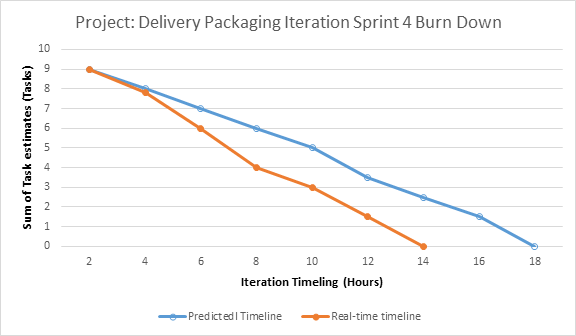 Project: Delivery Packaging Iteration Sprint 4 Burn Down
10
9
8
7
6
5
4
3
2
1
0
Sum of Task estimates (Tasks)
2 4 6 8 10 12 14 16 18
Iteration Timeling (Hours)
Predictedl Timeline Real-time timeline